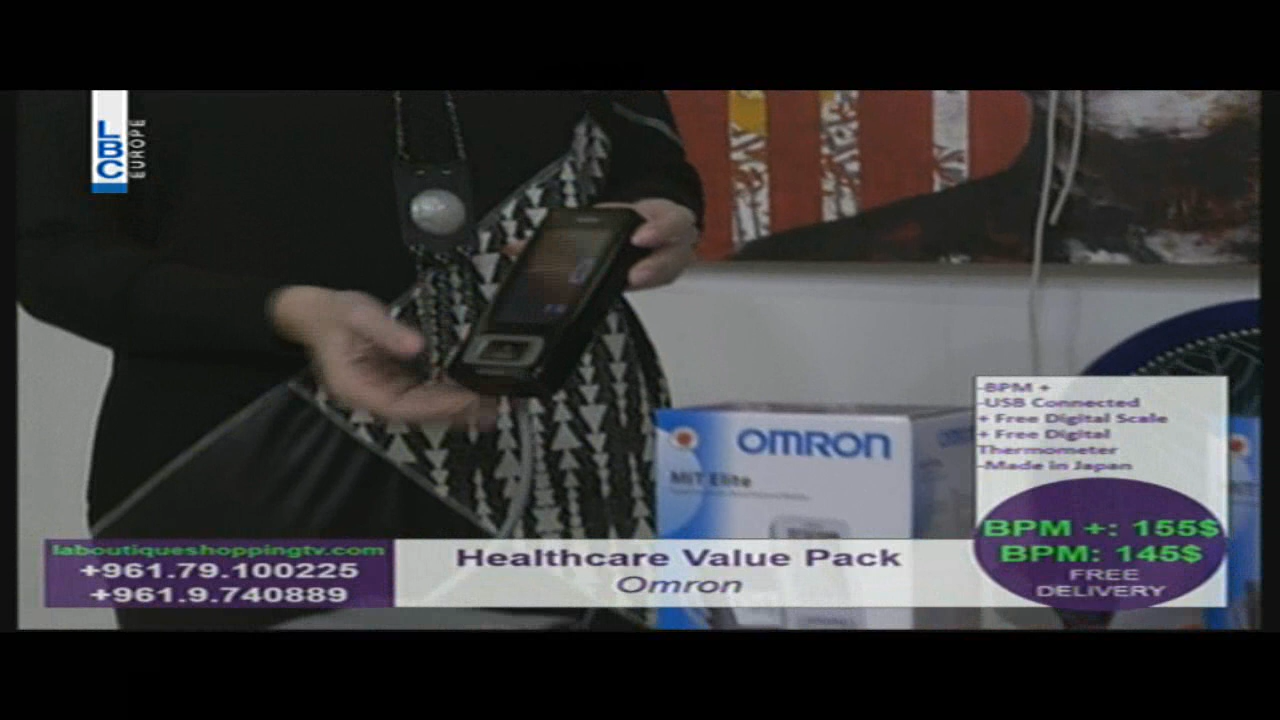 LBC
EUROPE
OMRON
MIT Elite
-BPM +
-USB Connected
+ Free Digital Scale
+ Free Digital
Thermometer
-Made in Japan
BPM +: 155$
BPM: 145$
FREE
DELIVERY
laboutiqueshoppingtv.com
+961.79.100225
+961.9.740889
Healthcare Value Pack
Omron